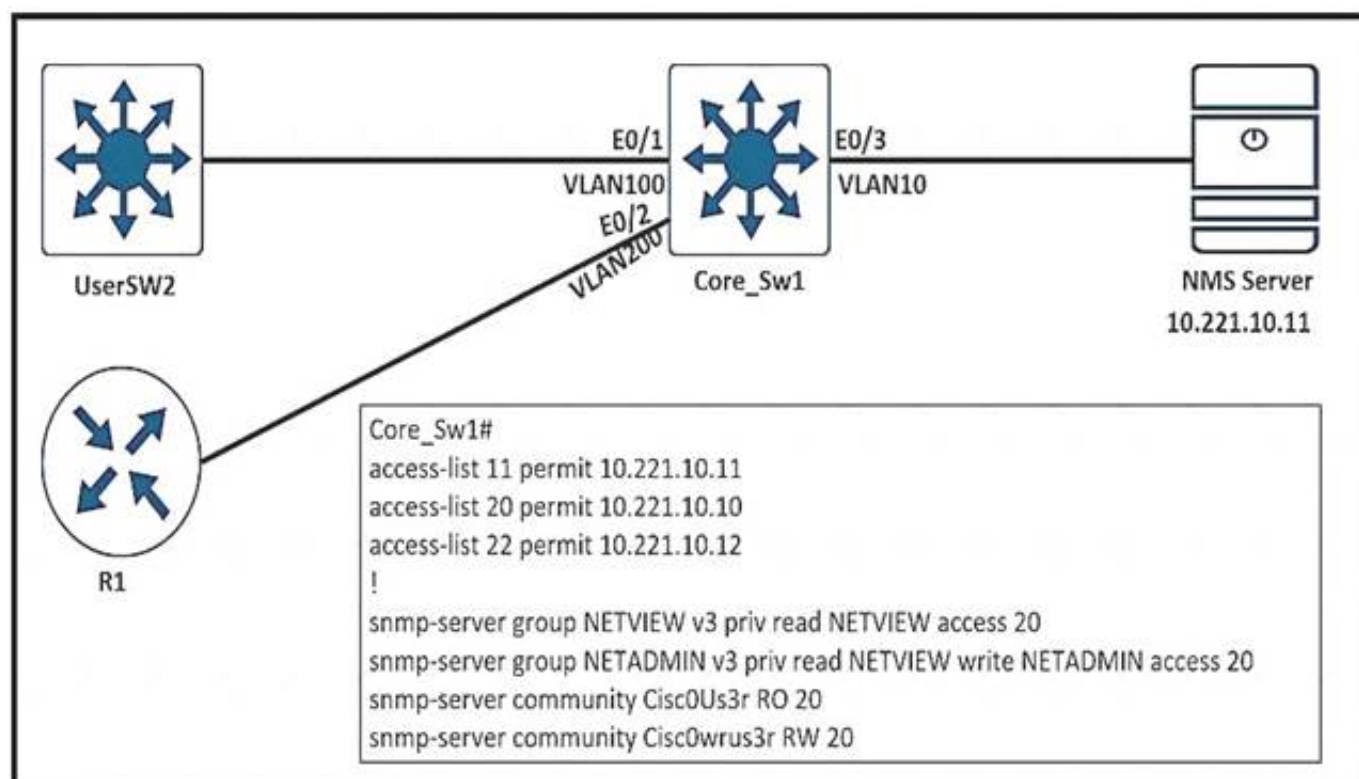 E0/1
E0/3
VLAN100
VLAN10
E0/2
VLAN200
UserSW2
Core_Sw1
NMS Server
10.221.10.11
R1
Core_Sw1#
access-list 11 permit 10.221.10.11
access-list 20 permit 10.221.10.10
access-list 22 permit 10.221.10.12
!
snmp-server group NETVIEW v3 priv read NETVIEW access 20
snmp-server group NETADMIN v3 priv read NETVIEW write NETADMIN access 20
snmp-server community Cisc0Us3r RO 20
snmp-server community Cisc0wrus3r RW 20